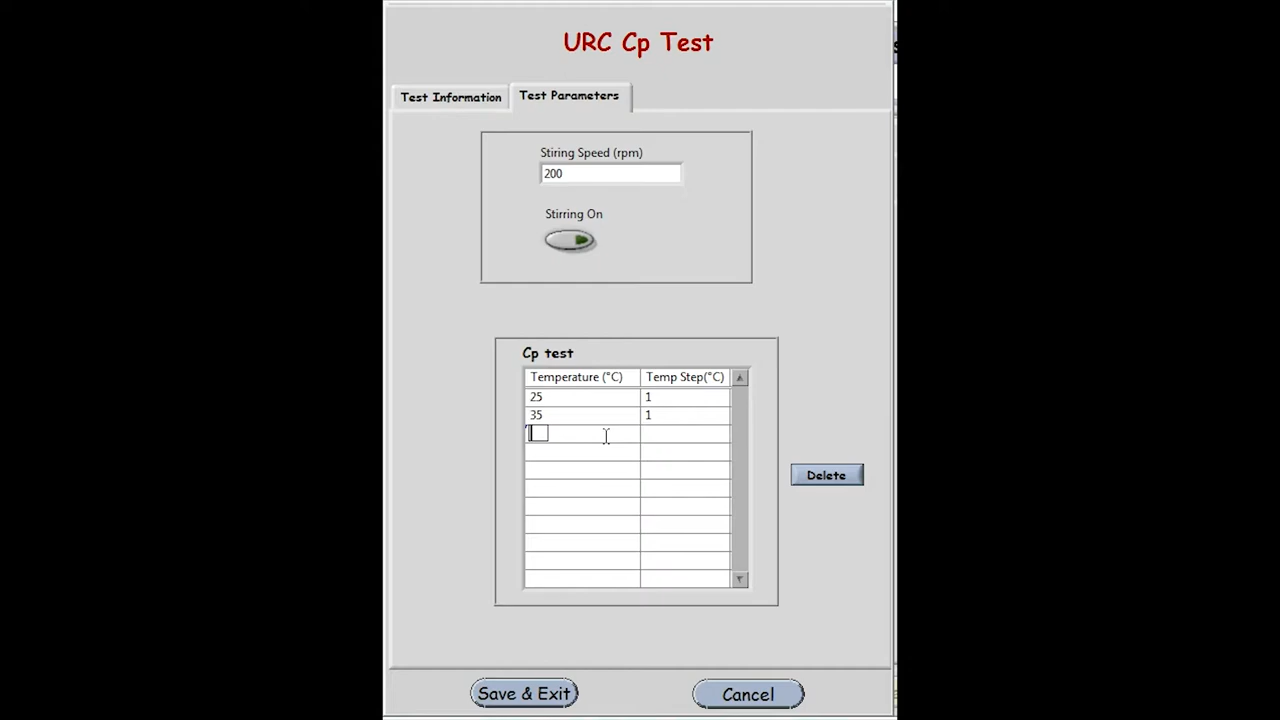 URC Cp Test
Test Information
Test Parameters
Stiring Speed (rpm)
200
Stirring On
Cp test
Temperature (°C) Temp Step(°C)
25 1
35 1
Delete
Save & Exit
Cancel